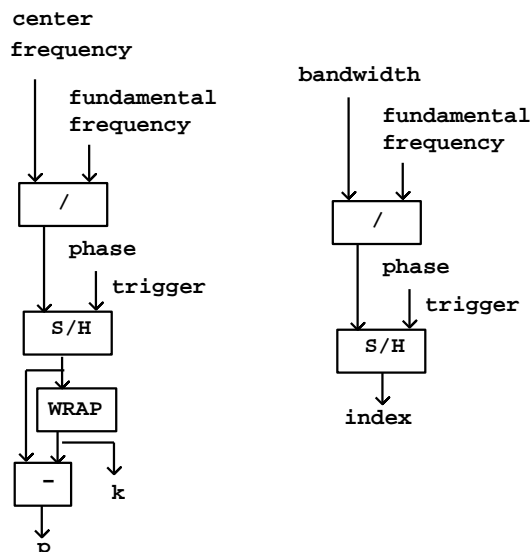 center
frequency
fundamental
frequency
/
phase
trigger
S/H
WRAP
-
k
p
bandwidth
fundamental
frequency
/
phase
trigger
S/H
index